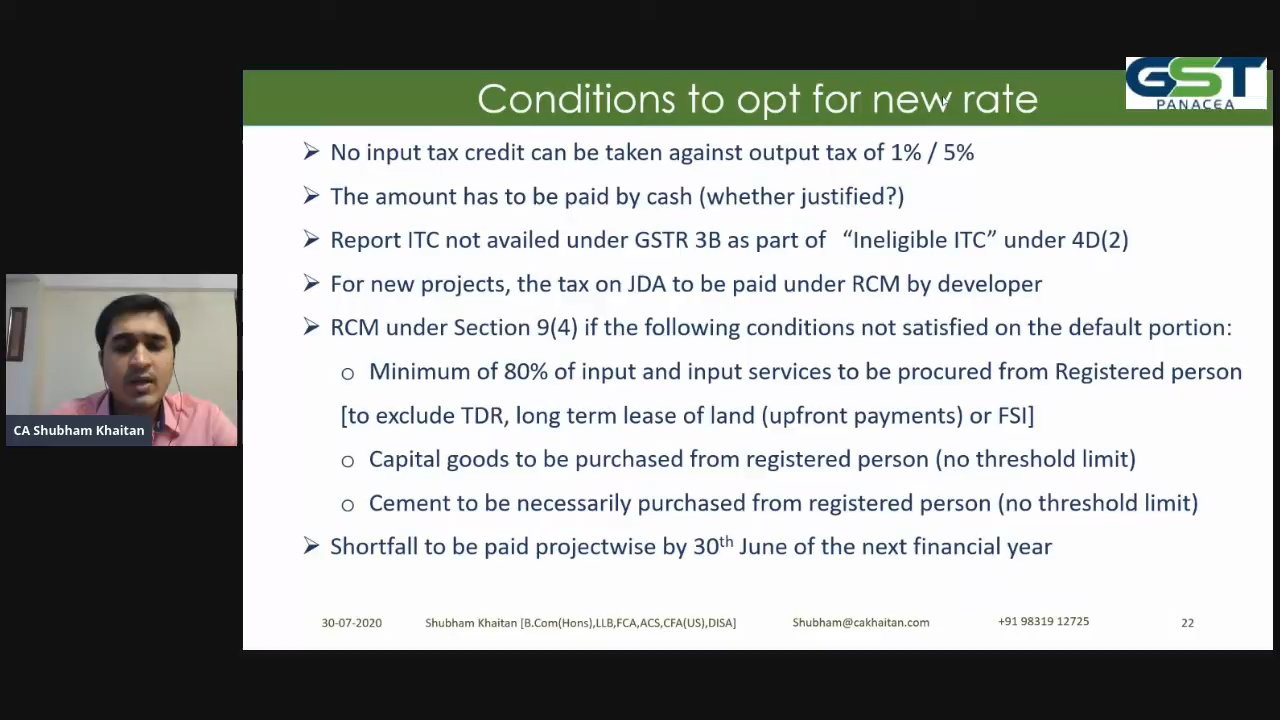 Conditions to opt for new rate
GST
PANACEA
➢ No input tax credit can be taken against output tax of 1% / 5%
➢ The amount has to be paid by cash (whether justified?)
➢ Report ITC not availed under GSTR 3B as part of “Ineligible ITC” under 4D(2)
➢ For new projects, the tax on JDA to be paid under RCM by developer
➢ RCM under Section 9(4) if the following conditions not satisfied on the default portion:
o Minimum of 80% of input and input services to be procured from Registered person
[to exclude TDR, long term lease of land (upfront payments) or FSI]
o Capital goods to be purchased from registered person (no threshold limit)
o Cement to be necessarily purchased from registered person (no threshold limit)
➢ Shortfall to be paid projectwise by 30th June of the next financial year
CA Shubham Khaitan
30-07-2020 Shubham Khaitan [B.Com(Hons),LLB,FCA,ACS,CFA(US),DISA] Shubham@cakhaitan.com +91 98319 12725 22